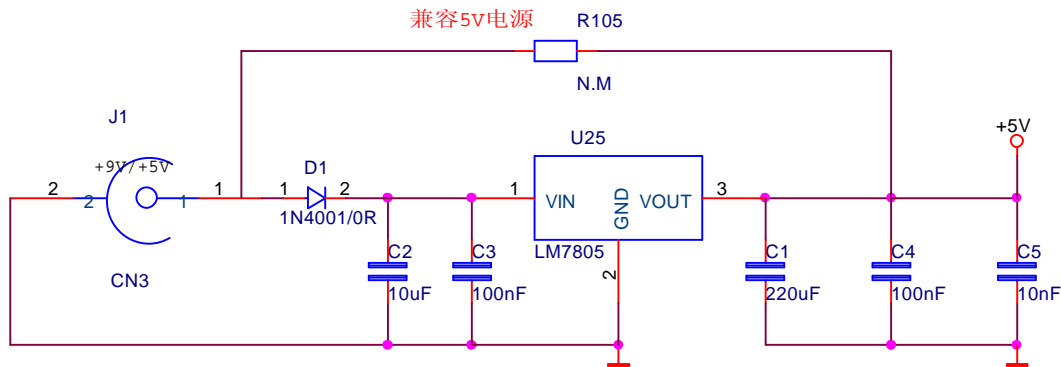 兼容5V电源
R105
N.M
J1
+9V/+5V
2
2
1
1
CN3
D1
1
2
1N4001/0R
U25
1
VIN
GND
VOUT
3
2
LM7805
+5V
C2
10uF
C3
100nF
C1
220uF
C4
100nF
C5
10nF